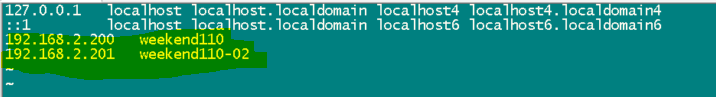 127.0.0.1   localhost localhost.localdomain localhost4 localhost4.localdomain4
::1         localhost localhost.localdomain localhost6 localhost6.localdomain6
192.168.2.200   weekend110
192.168.2.201   weekend110-02
~
~